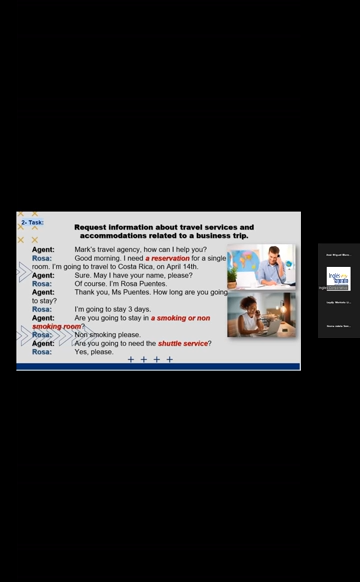 2- Task:
Request information about travel services and
accommodations related to a business trip.
Agent: Mark's travel agency, how can I help you?
Rosa: Good morning. I need a reservation for a single
room. I'm going to travel to Costa Rica, on April 14th.
Agent: Sure. May I have your name, please?
Rosa: Of course. I'm Rosa Puentes.
Agent: Thank you, Ms Puentes. How long are you going
to stay?
Rosa: I'm going to stay 3 days.
Agent: Are you going to stay in a smoking or non
smoking room?
Rosa: Non smoking please.
Agent: Are you going to need the shuttle service?
Rosa: Yes, please.